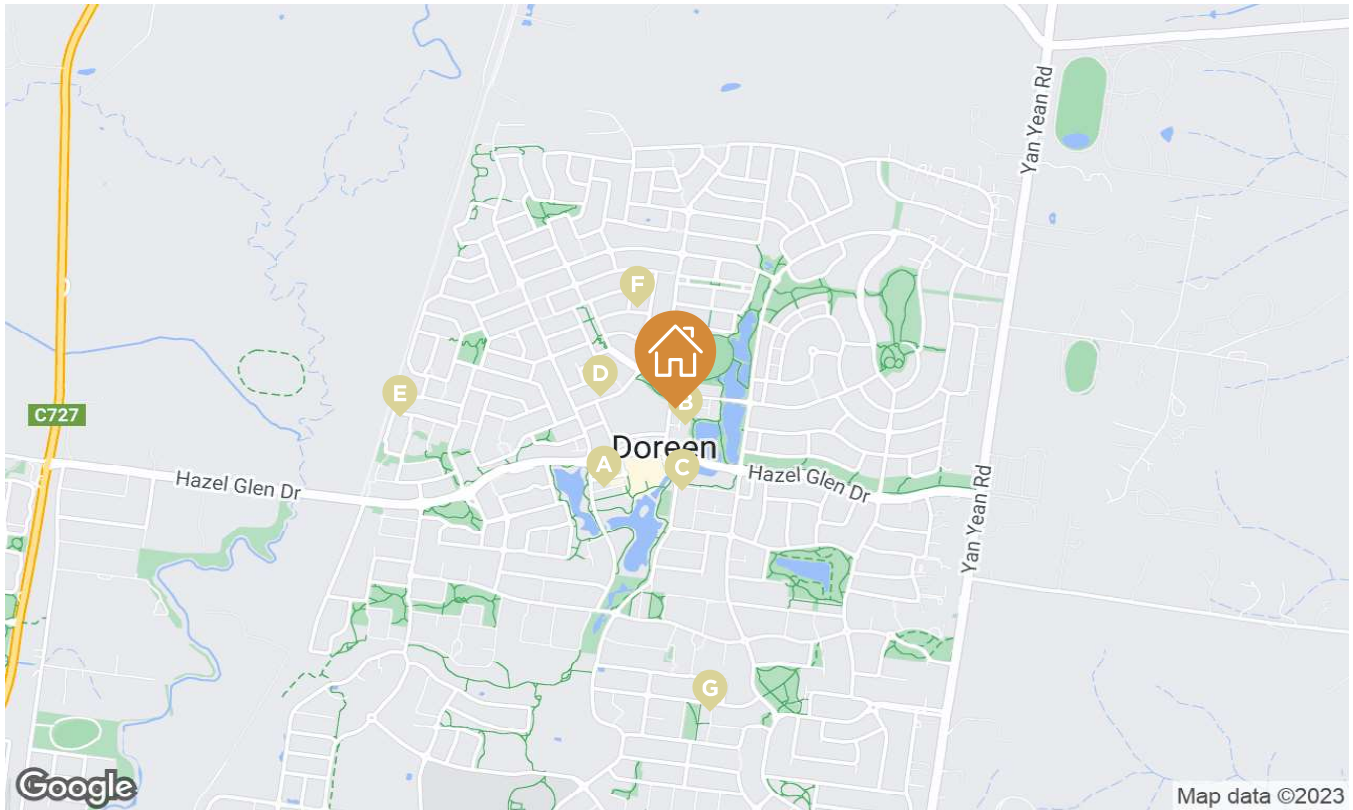 Yan Yean Rd
F
D
B
E
C727
Doreen
A
C
Hazel Glen Dr
Hazel Glen Dr
Yan Yean Rd
G
Google
Map data ©2023